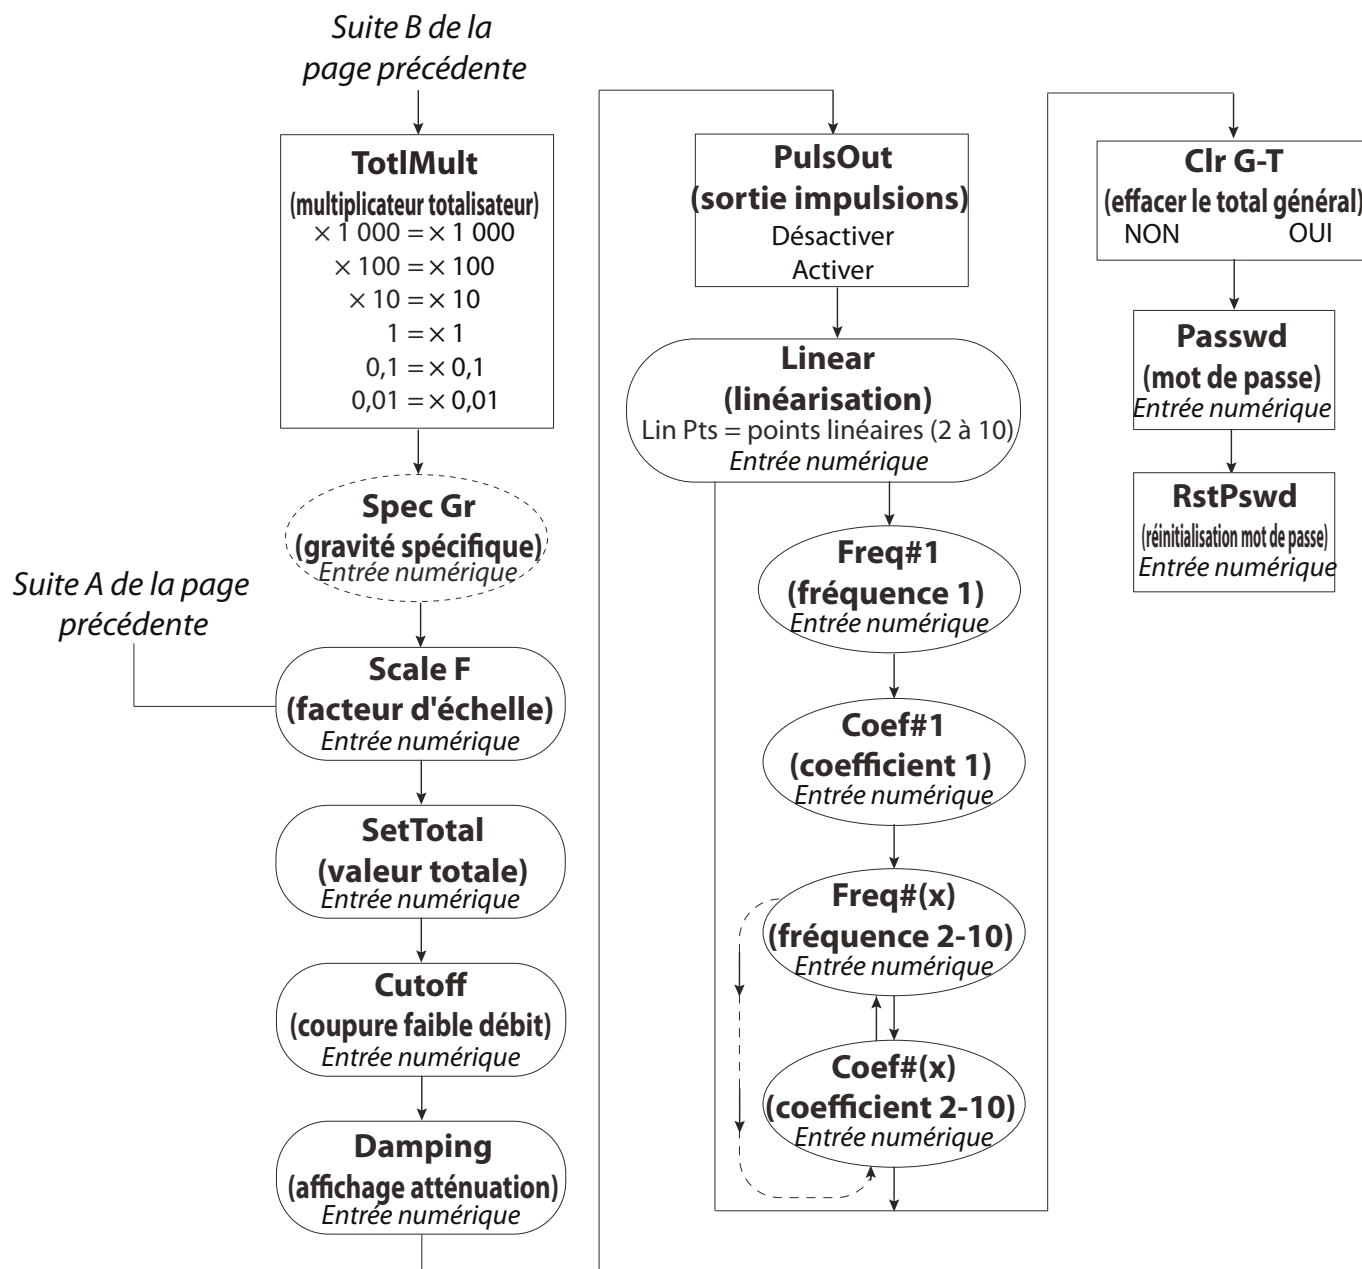 Suite B de la
page précédente
TotlMult
(multiplicateur totalisateur)
× 1 000 = × 1 000
× 100 = × 100
× 10 = × 10
1 = × 1
0,1 = × 0,1
0,01 = × 0,01
Spec Gr
(gravité spécifique)
Entrée numérique
Suite A de la page
précédente
Scale F
(facteur d'échelle)
Entrée numérique
SetTotal
(valeur totale)
Entrée numérique
Cutoff
(coupure faible débit)
Entrée numérique
Damping
(affichage atténuation)
Entrée numérique
PulsOut
(sortie impulsions)
Désactiver
Activer
Linear
(linéarisation)
Lin Pts = points linéaires (2 à 10)
Entrée numérique
Freq#1
(fréquence 1)
Entrée numérique
Coef#1
(coefficient 1)
Entrée numérique
Freq#(x)
(fréquence 2-10)
Entrée numérique
Coef#(x)
(coefficient 2-10)
Entrée numérique
Clr G-T
(effacer le total général)
NON OUI
Passwd
(mot de passe)
Entrée numérique
RstPswd
(réinitialisation mot de passe)
Entrée numérique